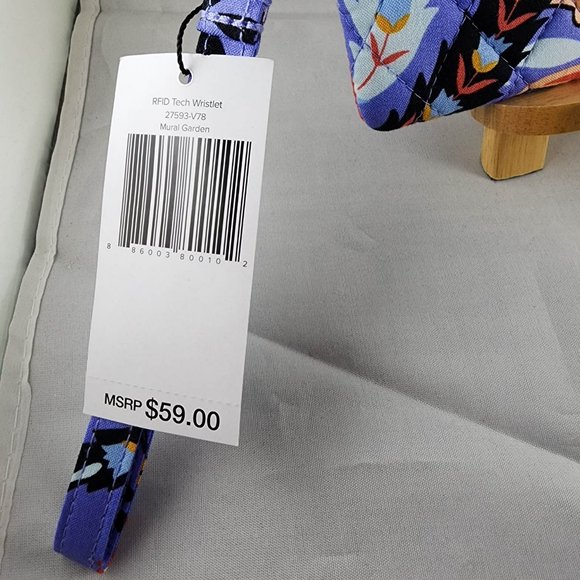 RFID Tech Wristlet
27593-V78
Mural Garden
8 86003 80010 2
MSRP $59.00